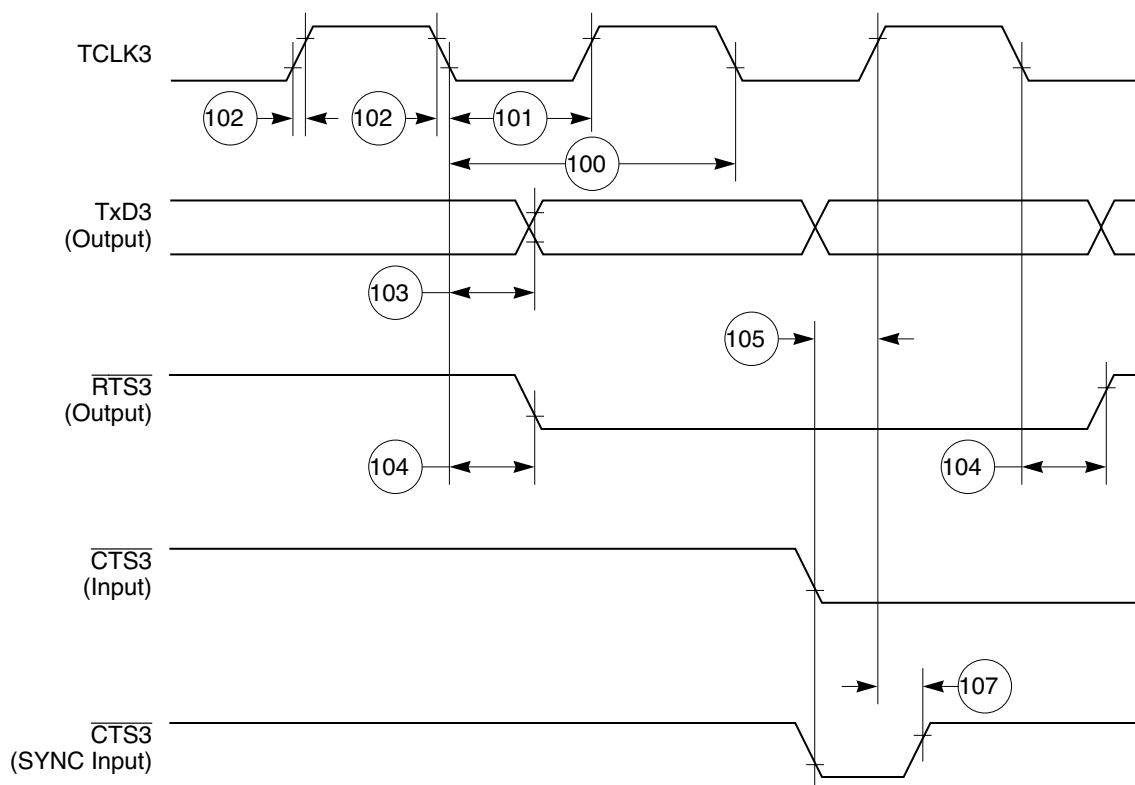 TCLK3
102
102
101
100
TxD3
(Output)
103
105
RTS3
(Output)
104
104
CTS3
(Input)
107
CTS3
(SYNC Input)